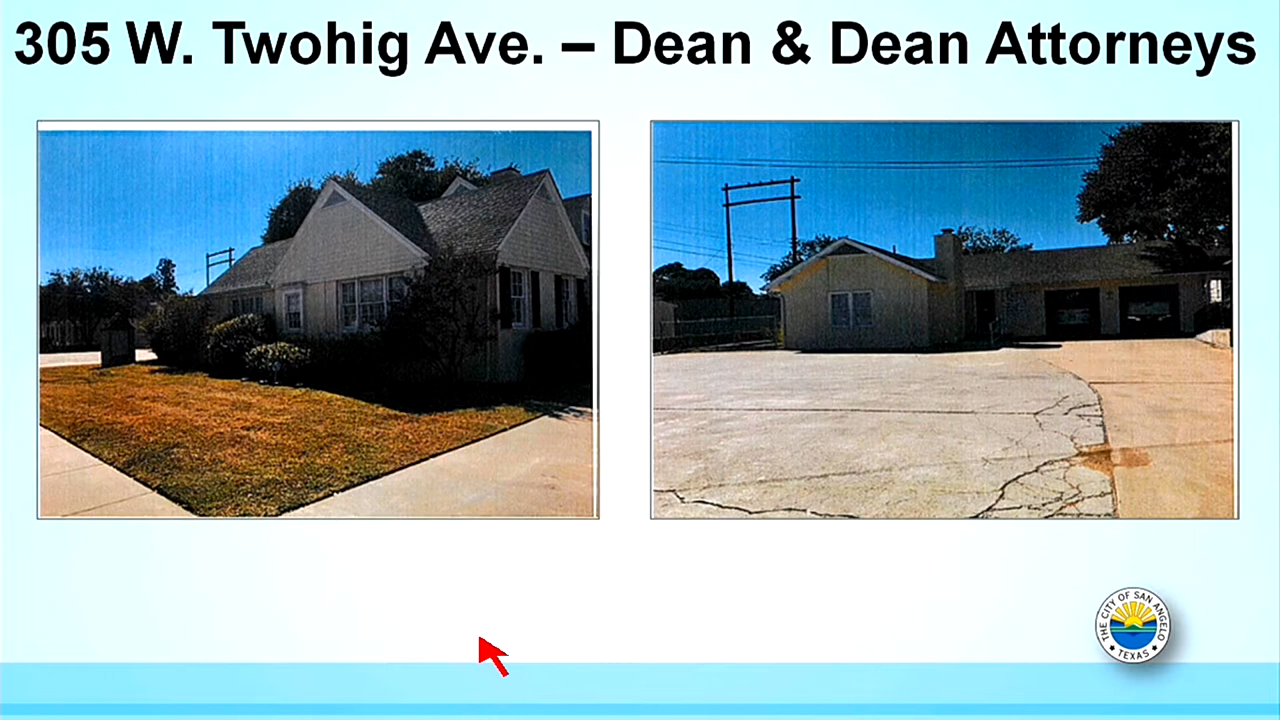 305 W. Twohig Ave. – Dean & Dean Attorneys
THE CITY OF SAN ANGELO
TEXAS